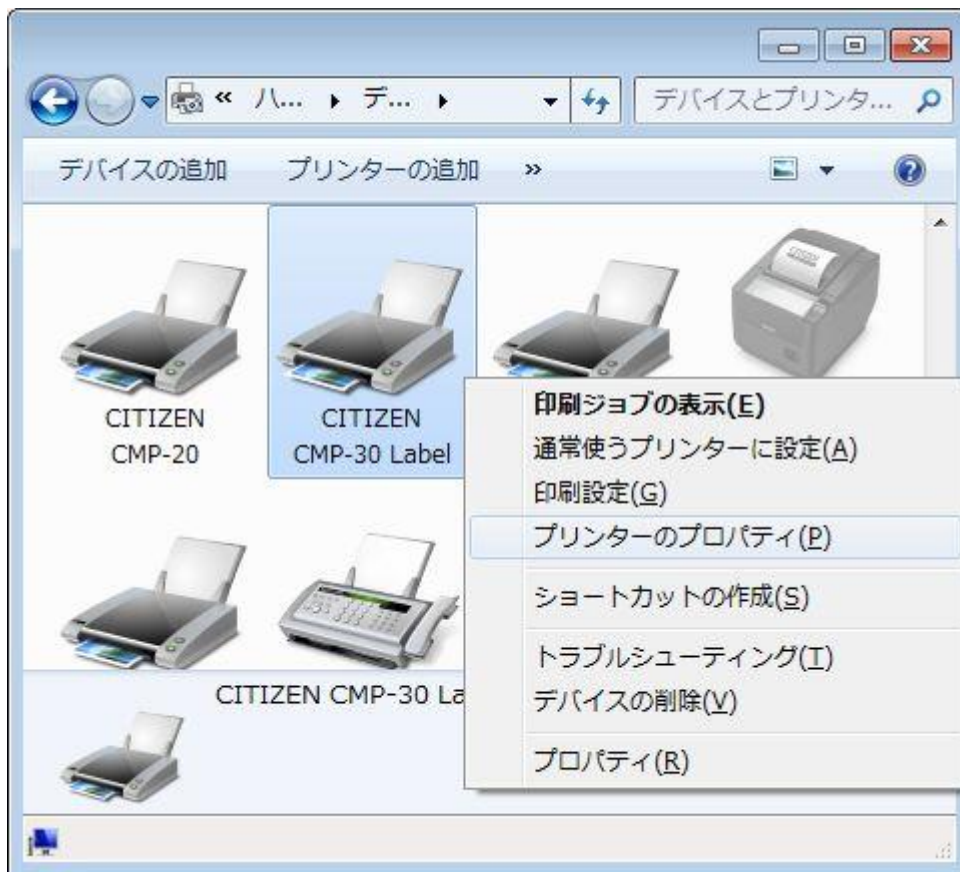 « ハ... ▸ デ... ▸
デバイスとプリンタ...
デバイスの追加 プリンターの追加 »
CITIZEN
CMP-20
CITIZEN
CMP-30 Label
CITIZEN
印刷ジョブの表示(E)
通常使うプリンターに設定(A)
印刷設定(G)
プリンターのプロパティ(P)
ショートカットの作成(S)
トラブルシューティング(T)
デバイスの削除(V)
プロパティ(R)
CITIZEN CMP-30 La